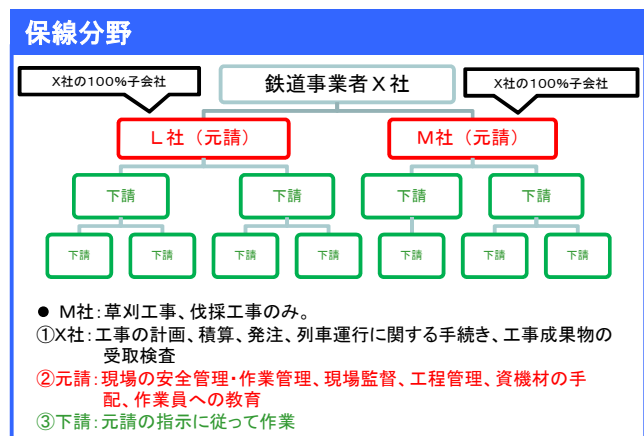 保線分野
X社の100%子会社
鉄道事業者X社
X社の100%子会社
L社（元請）
M社（元請）
下請
下請
下請
下請
下請
下請
下請
下請
下請
下請
下請
● M社：草刈工事、伐採工事のみ。
①X社：工事の計画、積算、発注、列車運行に関する手続き、工事成果物の
受取検査
②元請：現場の安全管理・作業管理、現場監督、工程管理、資機材の手
配、作業員への教育
③下請：元請の指示に従って作業